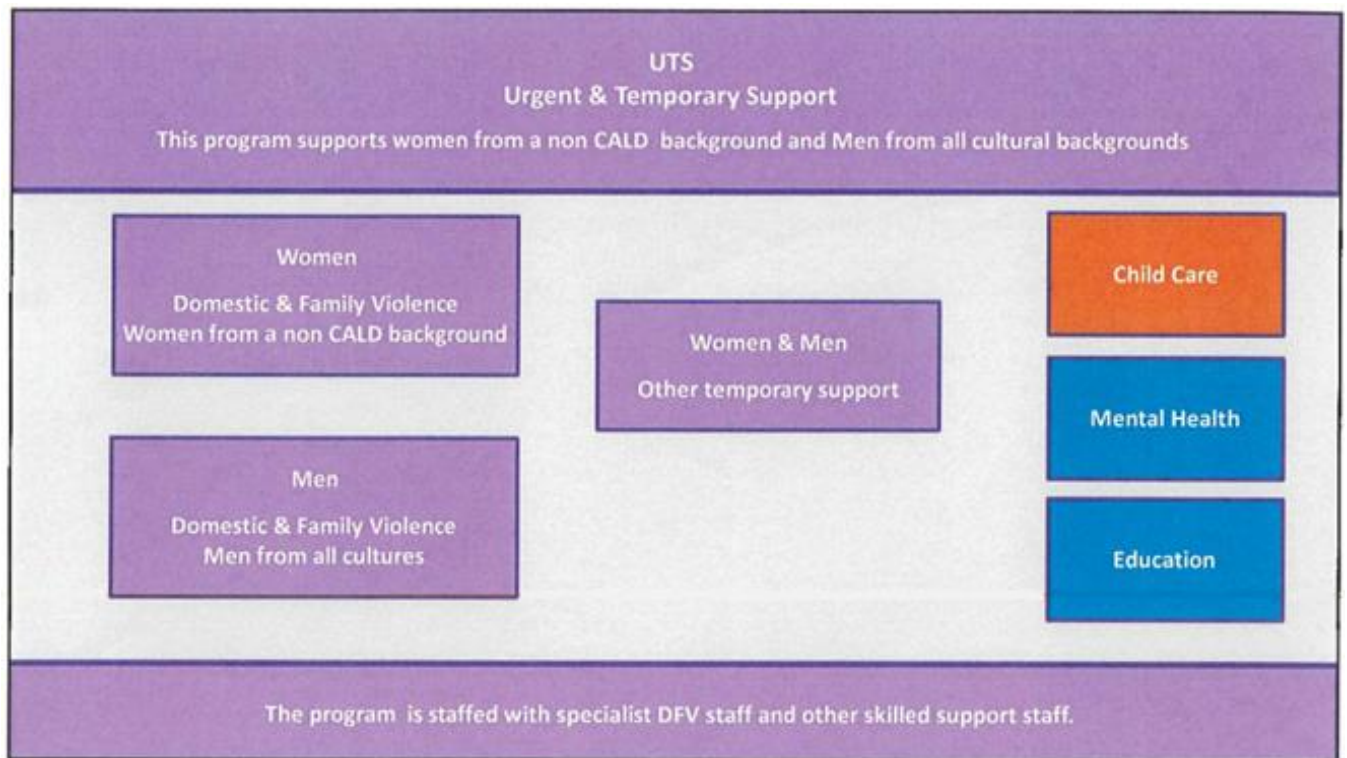 UTS
Urgent & Temporary Support
This program supports women from a non CALD background and Men from all cultural backgrounds
Women
Domestic & Family Violence
Women from a non CALD background
Men
Domestic & Family Violence
Men from all cultures
Women & Men
Other temporary support
Child Care
Mental Health
Education
The program is staffed with specialist DFV staff and other skilled support staff.